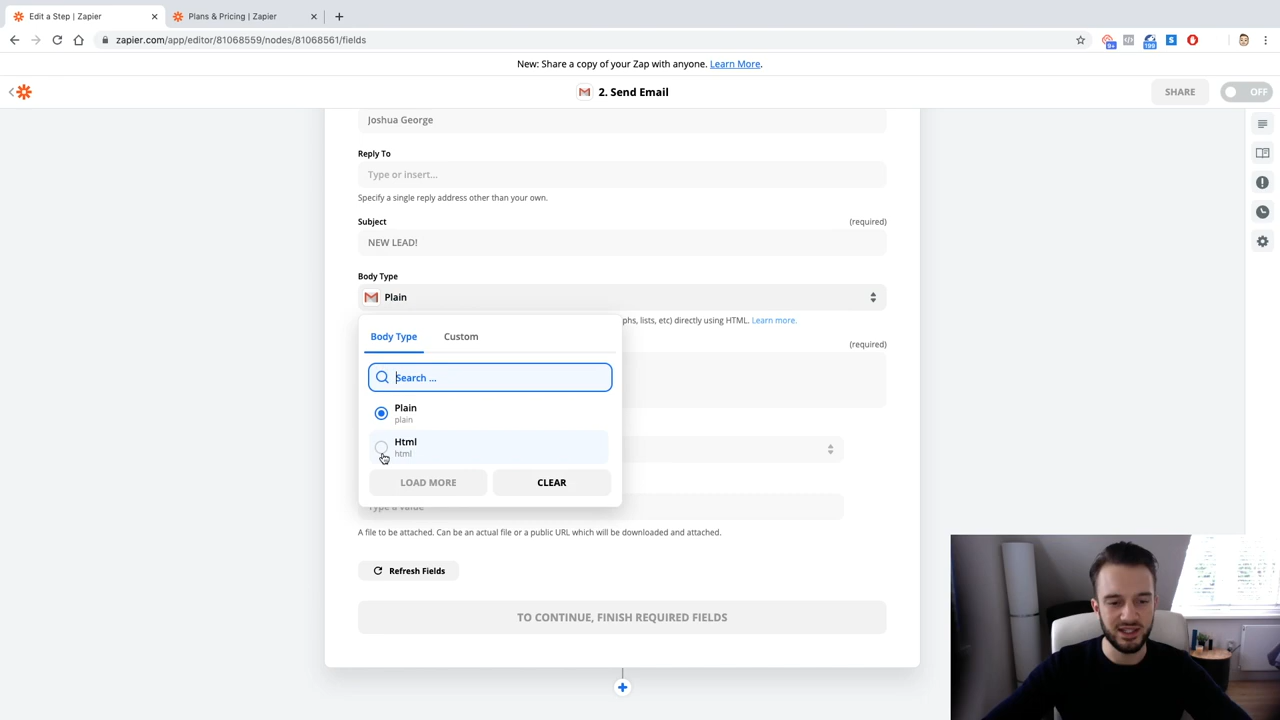 Edit a Step | Zapier
Plans & Pricing | Zapier
zapier.com/app/editor/81068559/nodes/81068561/fields
9+
199
New: Share a copy of your Zap with anyone. Learn More.
2. Send Email
SHARE
OFF
Joshua George
Reply To
Type or insert...
Specify a single reply address other than your own.
Subject
(required)
NEW LEAD!
Body Type
Plain
phs, lists, etc) directly using HTML. Learn more.
Body Type
Custom
(required)
Search ...
Plain
plain
Html
html
LOAD MORE
CLEAR
Type a value
A file to be attached. Can be an actual file or a public URL which will be downloaded and attached.
Refresh Fields
TO CONTINUE, FINISH REQUIRED FIELDS